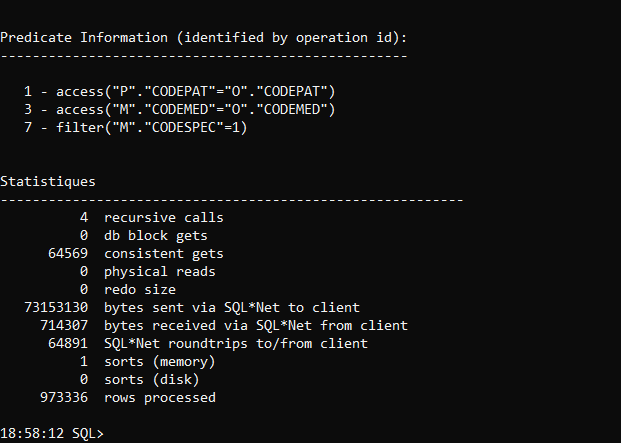 Predicate Information (identified by operation id):
---------------------------------------------------
1 - access("P"."CODEPAT"="O"."CODEPAT")
3 - access("M"."CODEMED"="O"."CODEMED")
7 - filter("M"."CODESPEC"=1)
Statistiques
----------------------------------------------------------
4  recursive calls
0  db block gets
64569  consistent gets
0  physical reads
0  redo size
73153130  bytes sent via SQL*Net to client
714307  bytes received via SQL*Net from client
64891  SQL*Net roundtrips to/from client
1  sorts (memory)
0  sorts (disk)
973336  rows processed
18:58:12 SQL>